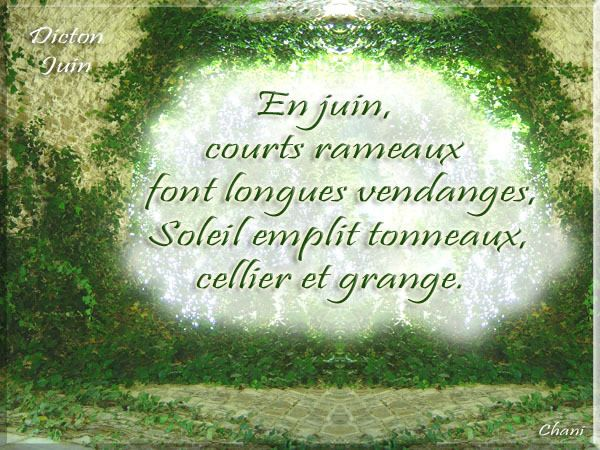 Dicton
Juin
En juin,
courts rameaux
font longues vendanges,
Soleil emplit tonneaux,
cellier et grange.
Chani